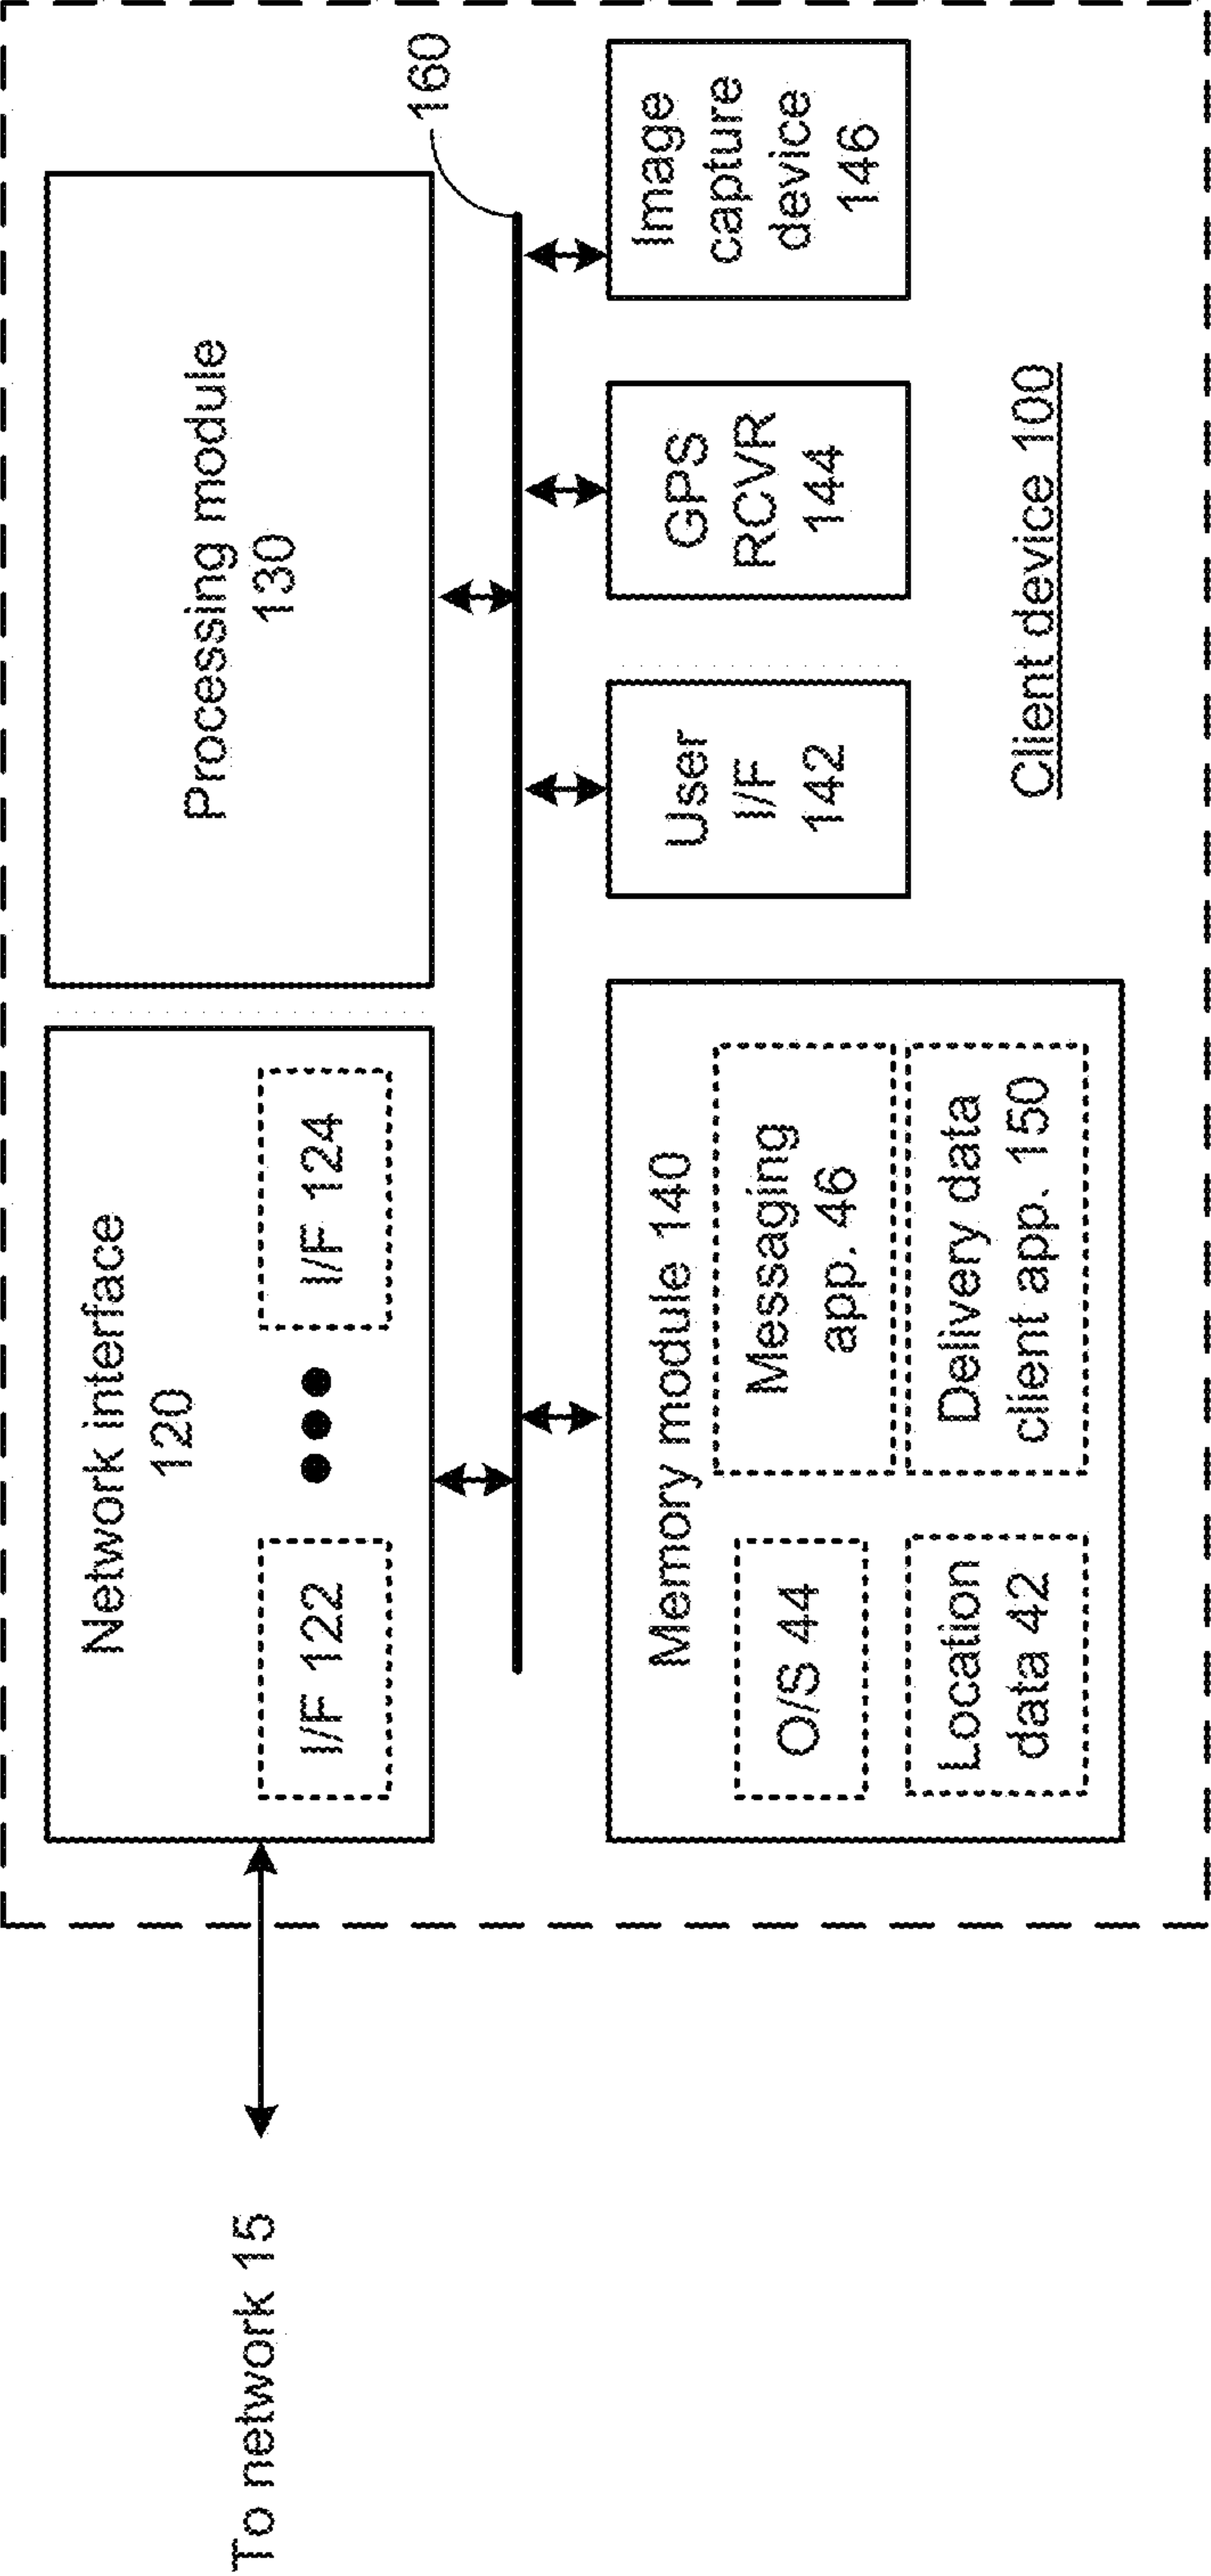 To network 15
Network interface
120
I/F 122
I/F 124
Processing module
130
160
Memory module 140
O/S 44
Messaging
app. 46
Location
data 42
Delivery data
client app. 150
User
I/F
142
GPS
RCVR
144
Image
capture
device
146
Client device 100